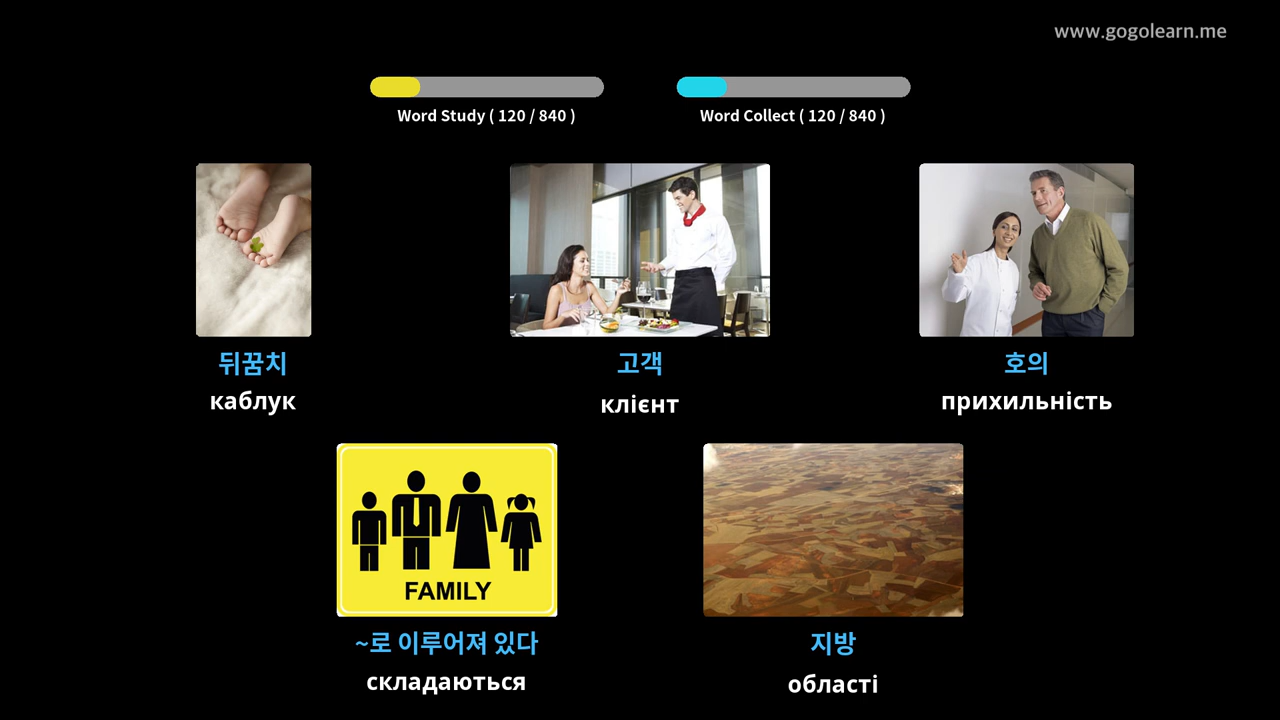 www.gogolearn.me
Word Study ( 120 / 840 )
Word Collect ( 120 / 840 )
뒤꿈치
каблук
고객
клієнт
호의
прихильність
FAMILY
~로 이루어져 있다
складаються
지방
області